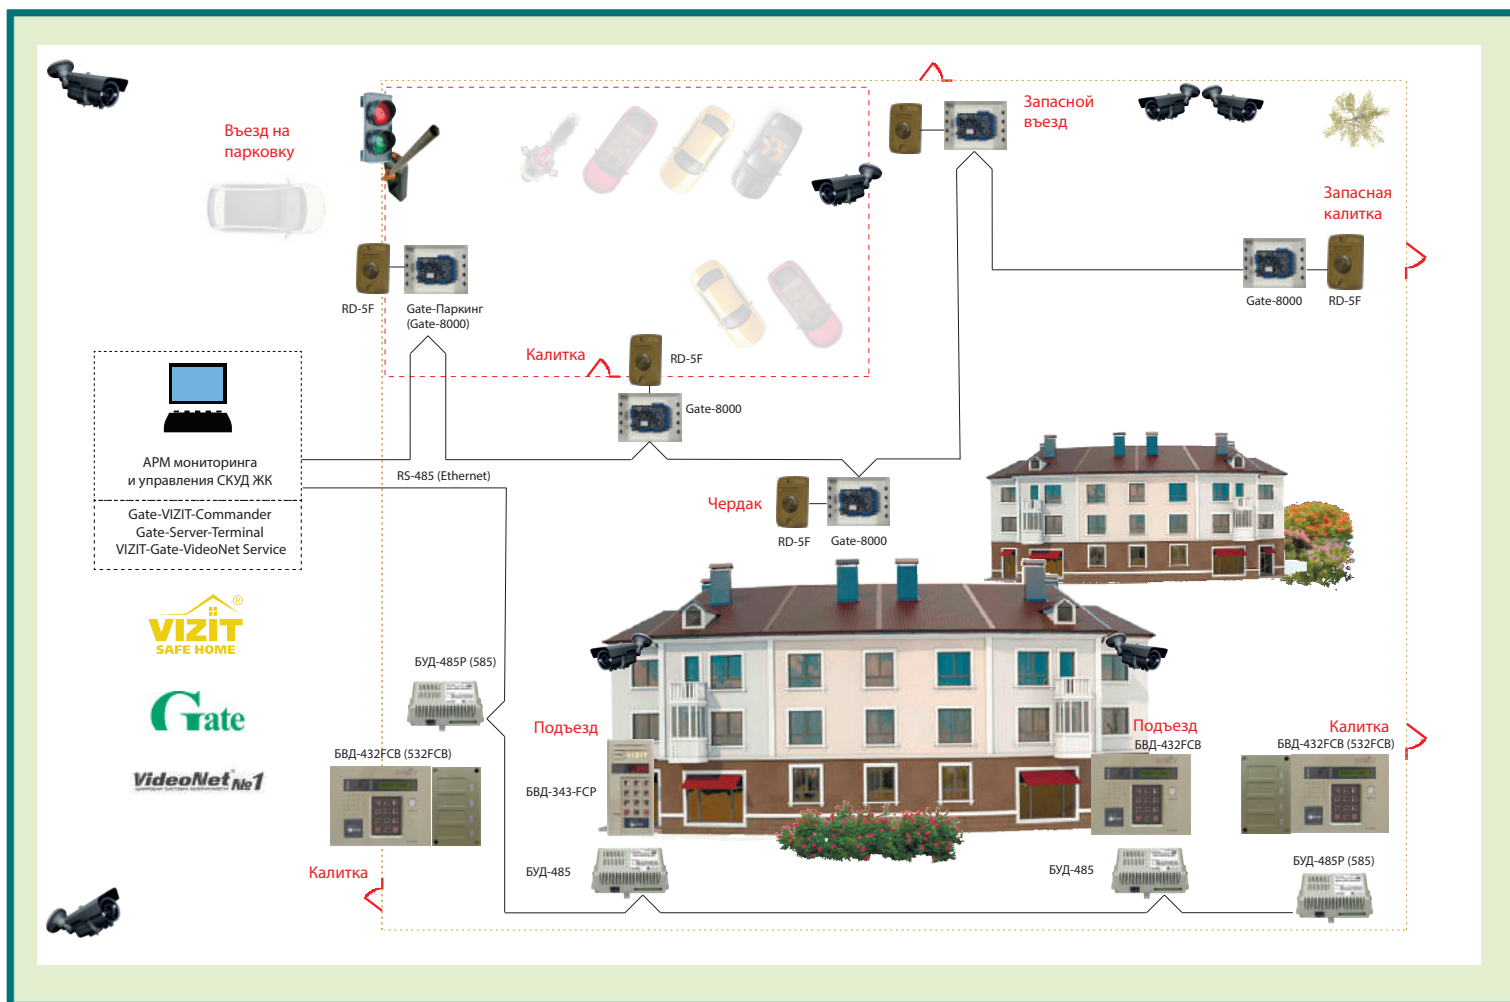 Въезд на
парковку
Запасной
въезд
Запасная
калитка
RD-5F
Gate-Паркинг
(Gate-8000)
Gate-8000
RD-5F
Калитка
RD-5F
Gate-8000
АРМ мониторинга
и управления СКУД ЖК
RS-485 (Ethernet)
Gate-VIZIT-Commander
Gate-Server-Terminal
VIZIT-Gate-VideoNet Service
Чердак
RD-5F
Gate-8000
VIZIT®
SAFE HOME
БУД-485Р (585)
Gate
Подъезд
Подъезд
Калитка
БВД-432FCB
БВД-432FCB (532FCB)
БВД-432FCB (532FCB)
VideoNet №1
БВД-343-FCP
VIZIT
БУД-485
БУД-485
БУД-485Р (585)
Калитка